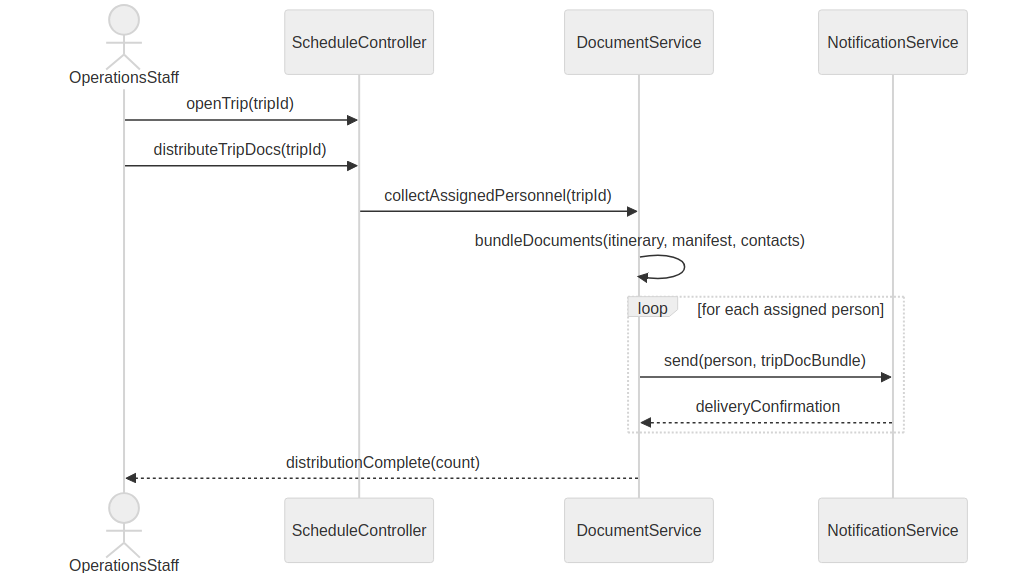 OperationsStaff
ScheduleController
DocumentService
NotificationService
openTrip(tripId)
distributeTripDocs(tripId)
collectAssignedPersonnel(tripId)
bundleDocuments(itinerary, manifest, contacts)
loop
[for each assigned person]
send(person, tripDocBundle)
deliveryConfirmation
distributionComplete(count)
OperationsStaff
ScheduleController
DocumentService
NotificationService